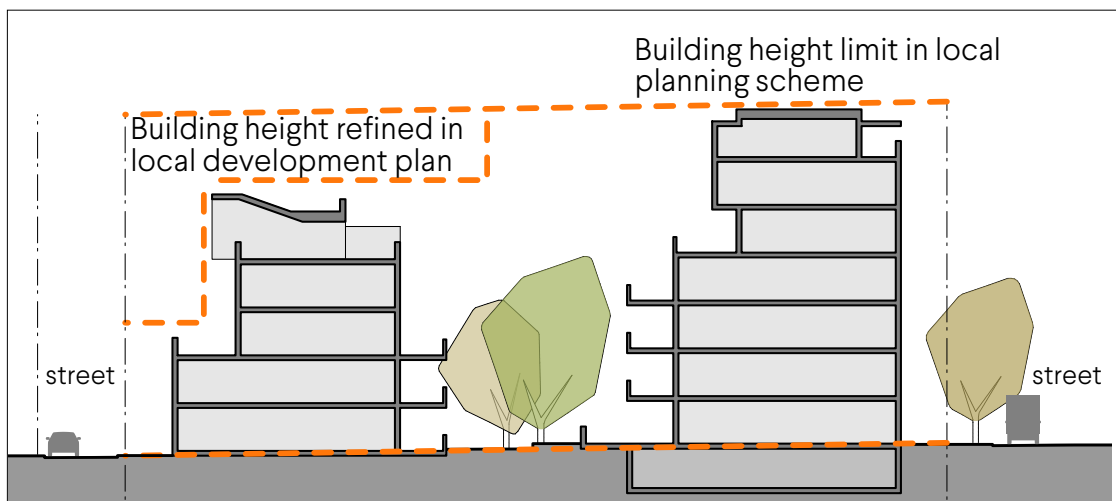 Building height limit in local
planning scheme
Building height refined in
local development plan
street
street